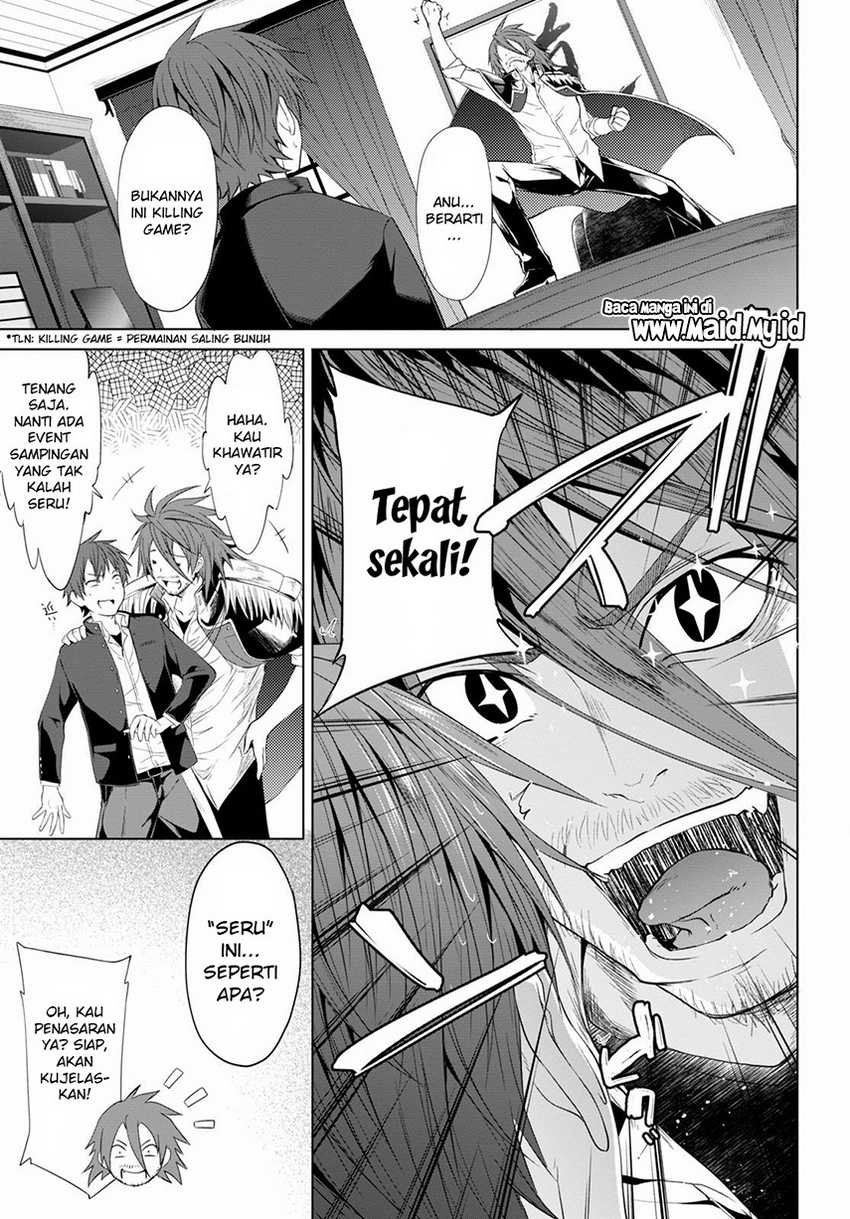 ANU...
BERARTI
...
BUKANNYA
INI KILLING
GAME?
Baca Manga ini di
www.Maid.My.id
*TLN: KILLING GAME = PERMAINAN SALING BUNUH
Tepat
sekali!
HAHA.
KAU
KHAWATIR
YA?
TENANG
SAJA.
NANTI ADA
EVENT
SAMPINGAN
YANG TAK
KALAH
SERU!
"SERU"
INI...
SEPERTI
APA?
OH, KAU
PENASARAN
YA? SIAP,
AKAN
KUJELAS-
KAN!